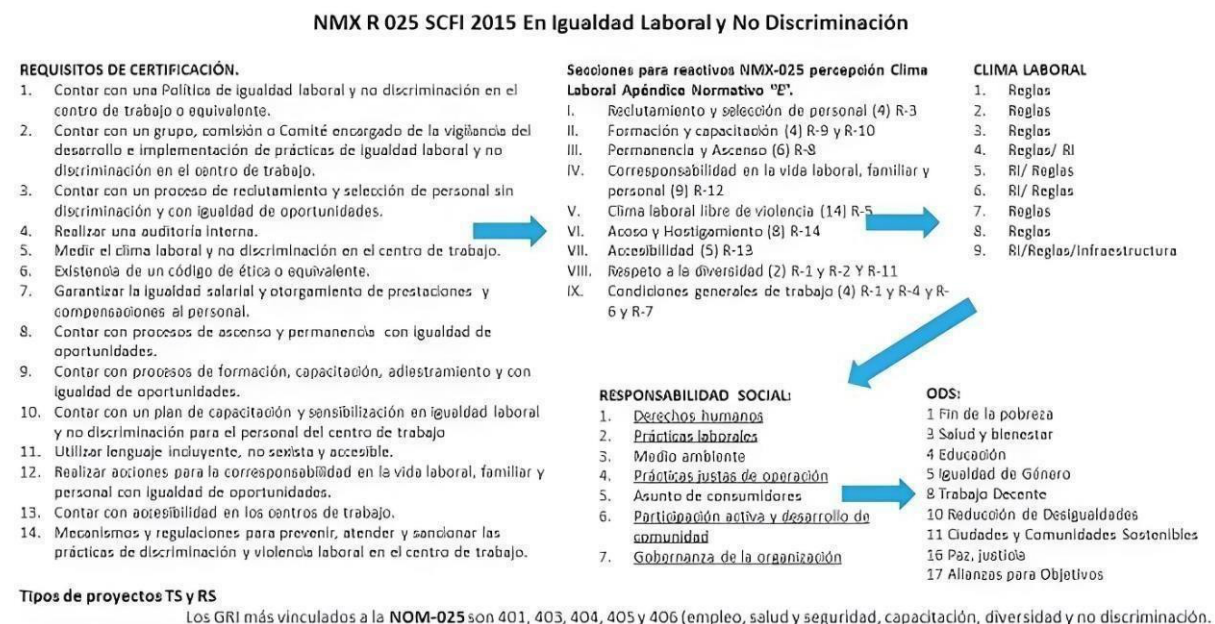 NMX R 025 SCFI 2015 En Igualdad Laboral y No Discriminación
REQUISITOS DE CERTIFICACIÓN.
1. Contar con una Política de igualdad laboral y no discriminación en el
centro de trabajo o equivalente.
2. Contar con un grupo, comisión o Comité encargado de la vigilancia del
desarrollo e implementación de prácticas de igualdad laboral y no
discriminación en el centro de trabajo.
3. Contar con un proceso de reclutamiento y selección de personal sin
discriminación y con igualdad de oportunidades.
4. Realizar una auditoría interna.
5. Medir el clima laboral y no discriminación en el centro de trabajo.
6. Existencia de un código de ética o equivalente.
7. Garantizar la igualdad salarial y otorgamiento de prestaciones y
compensaciones al personal.
8. Contar con procesos de ascenso y permanencia con igualdad de
oportunidades.
9. Contar con procesos de formación, capacitación, adiestramiento y con
igualdad de oportunidades.
10. Contar con un plan de capacitación y sensibilización en igualdad laboral
y no discriminación para el personal del centro de trabajo
11. Utilizar lenguaje incluyente, no sexista y accesible.
12. Realizar acciones para la corresponsabilidad en la vida laboral, familiar y
personal con igualdad de oportunidades.
13. Contar con accesibilidad en los centros de trabajo.
14. Mecanismos y regulaciones para prevenir, atender y sancionar las
prácticas de discriminación y violencia laboral en el centro de trabajo.
Secciones para reactivos NMX-025 percepción Clima
Laboral Apéndice Normativo "E".
I. Reclutamiento y selección de personal (4) R-3
II. Formación y capacitación (4) R-9 y R-10
III. Permanencia y Ascenso (6) R-8
IV. Corresponsabilidad en la vida laboral, familiar y
personal (9) R-12
V. Clima laboral libre de violencia (14) R-5
VI. Acoso y Hostigamiento (8) R-14
VII. Accesibilidad (5) R-13
VIII. Respeto a la diversidad (2) R-1 y R-2 Y R-11
IX. Condiciones generales de trabajo (4) R-1 y R-4 y R-
6 y R-7
CLIMA LABORAL
1. Reglas
2. Reglas
3. Reglas
4. Reglas/ RI
5. RI/ Reglas
6. RI/ Reglas
7. Reglas
8. Reglas
9. RI/Reglas/Infraestructura
RESPONSABILIDAD SOCIAL:
1. Derechos humanos
2. Prácticas laborales
3. Medio ambiente
4. Prácticas justas de operación
5. Asunto de consumidores
6. Participación activa y desarrollo de
comunidad
7. Gobernanza de la organización
ODS:
1 Fin de la pobreza
3 Salud y bienestar
4 Educación
5 Igualdad de Género
8 Trabajo Decente
10 Reducción de Desigualdades
11 Ciudades y Comunidades Sostenibles
16 Paz, justicia
17 Alianzas para Objetivos
Tipos de proyectos TS y RS
Los GRI más vinculados a la NOM-025 son 401, 403, 404, 405 y 406 (empleo, salud y seguridad, capacitación, diversidad y no discriminación.